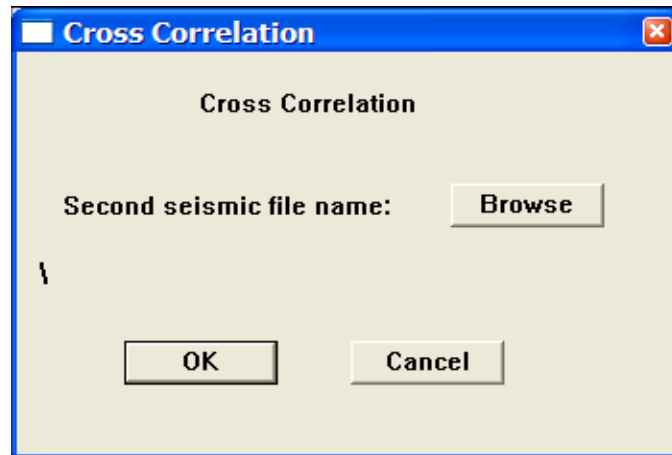 Cross Correlation
Cross Correlation
Second seismic file name: Browse
\
OK Cancel